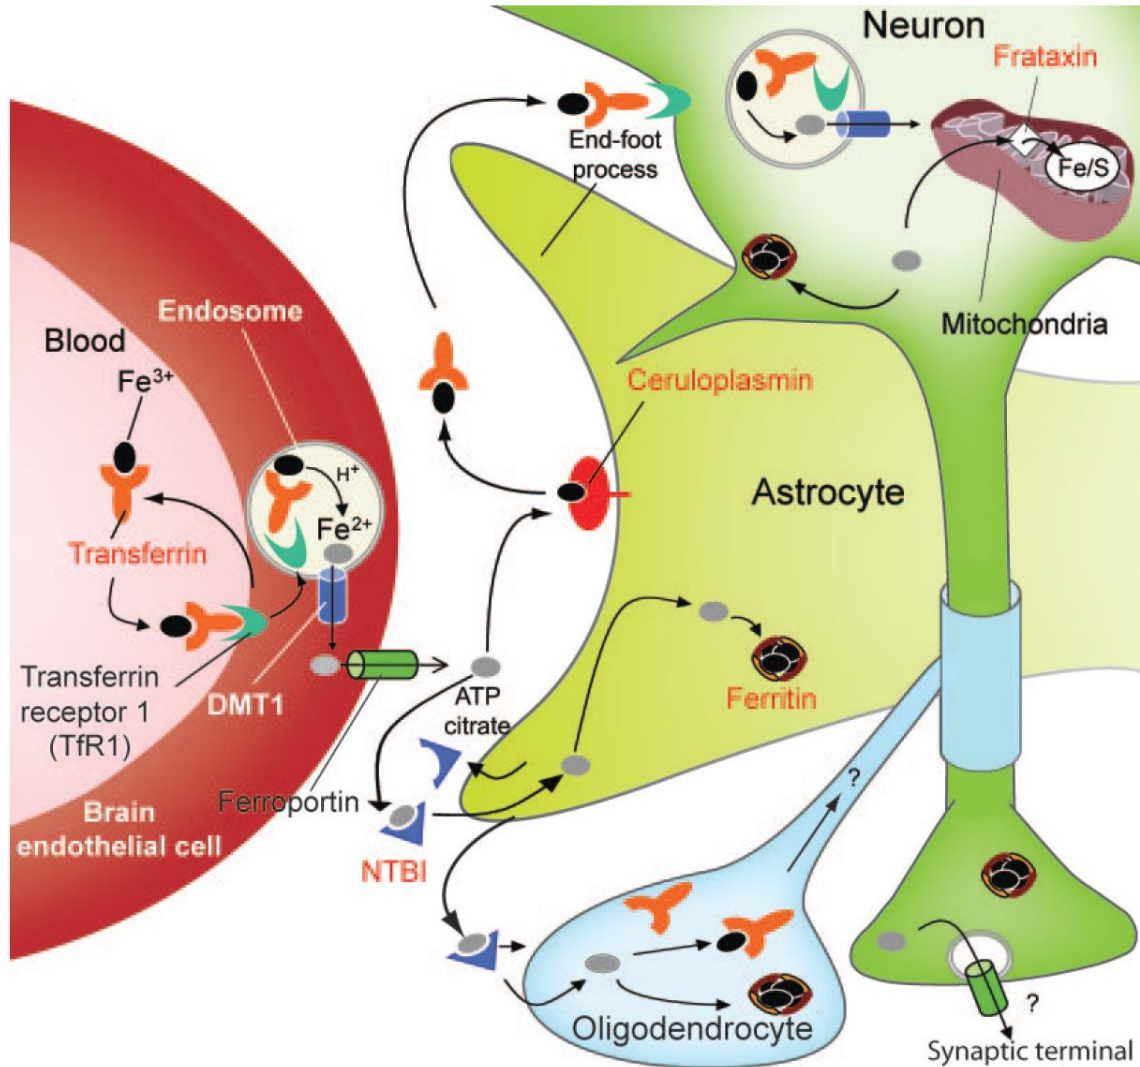 Neuron
Frataxin
End-foot
process
Fe/S
Mitochondria
Endosome
Blood
Fe³⁺
Ceruloplasmin
H⁺
Fe²⁺
Astrocyte
Transferrin
Transferrin
receptor 1
(TfR1)
DMT1
ATP
citrate
Ferritin
Ferroportin
?
Brain
endothelial cell
NTBI
Oligodendrocyte
?
Synaptic terminal